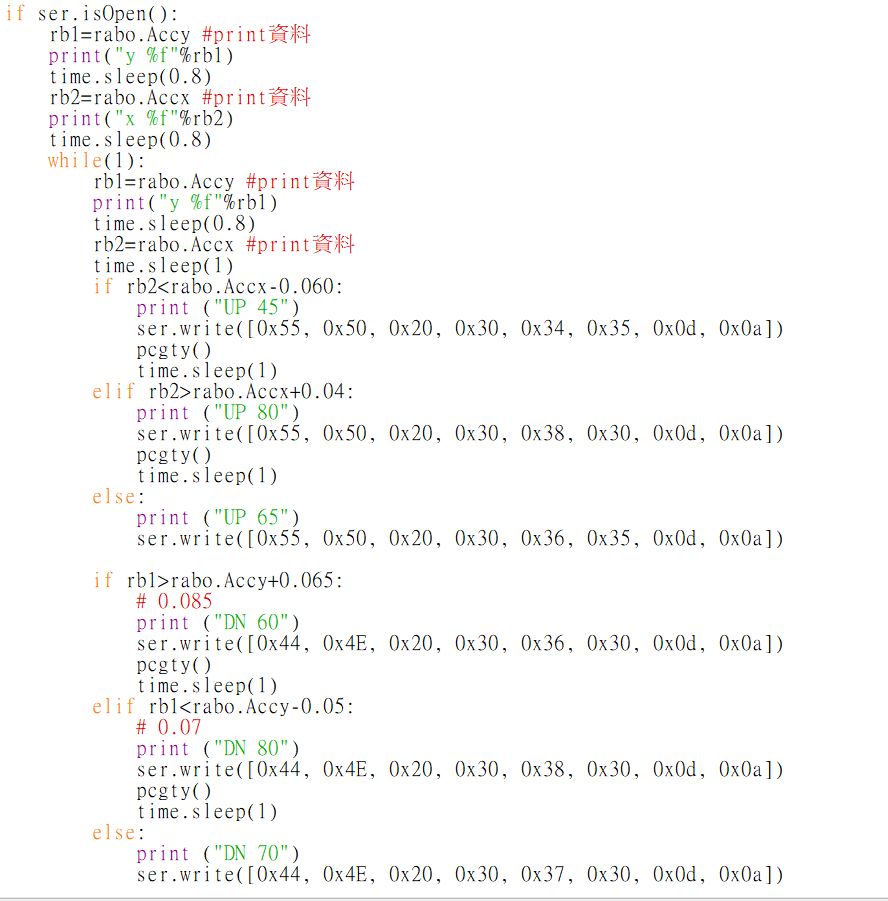 if ser.isOpen():
    rb1=rabo.Accy #print資料
    print("y %f"%rb1)
    time.sleep(0.8)
    rb2=rabo.Accx #print資料
    print("x %f"%rb2)
    time.sleep(0.8)
    while(1):
        rb1=rabo.Accy #print資料
        print("y %f"%rb1)
        time.sleep(0.8)
        rb2=rabo.Accx #print資料
        time.sleep(1)
        if rb2<rabo.Accx-0.060:
            print ("UP 45")
            ser.write([0x55, 0x50, 0x20, 0x30, 0x34, 0x35, 0x0d, 0x0a])
            pcgty()
            time.sleep(1)
        elif rb2>rabo.Accx+0.04:
            print ("UP 80")
            ser.write([0x55, 0x50, 0x20, 0x30, 0x38, 0x30, 0x0d, 0x0a])
            pcgty()
            time.sleep(1)
        else:
            print ("UP 65")
            ser.write([0x55, 0x50, 0x20, 0x30, 0x36, 0x35, 0x0d, 0x0a])
        if rb1>rabo.Accy+0.065:
            # 0.085
            print ("DN 60")
            ser.write([0x44, 0x4E, 0x20, 0x30, 0x36, 0x30, 0x0d, 0x0a])
            pcgty()
            time.sleep(1)
        elif rb1<rabo.Accy-0.05:
            # 0.07
            print ("DN 80")
            ser.write([0x44, 0x4E, 0x20, 0x30, 0x38, 0x30, 0x0d, 0x0a])
            pcgty()
            time.sleep(1)
        else:
            print ("DN 70")
            ser.write([0x44, 0x4E, 0x20, 0x30, 0x37, 0x30, 0x0d, 0x0a])